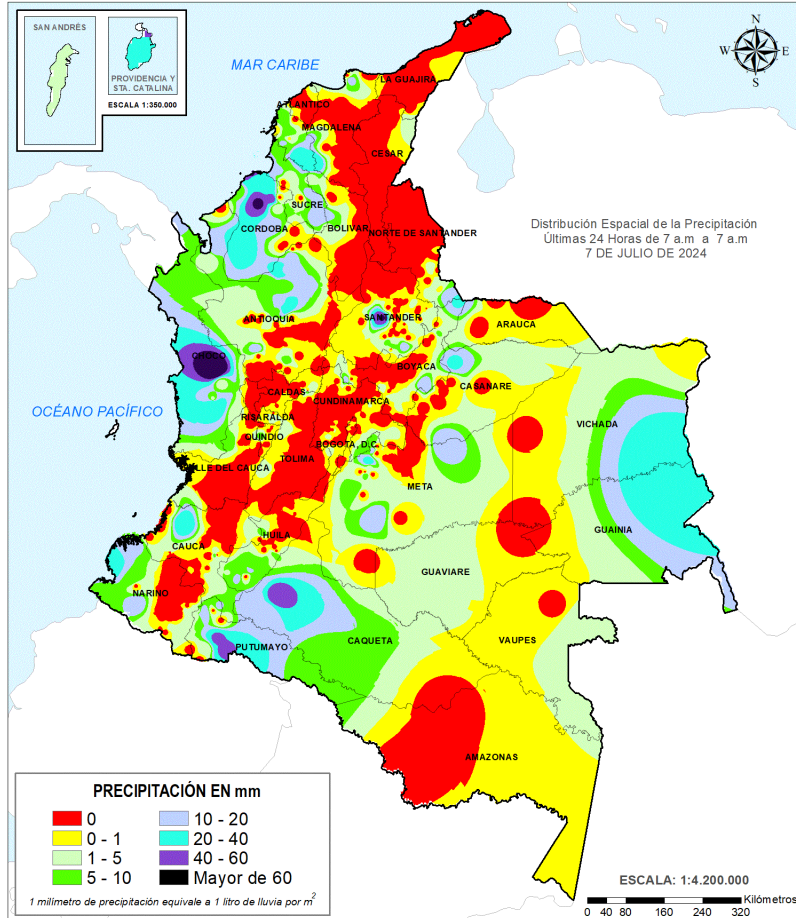 SAN ANDRÉS
PROVIDENCIA Y
STA. CATALINA
ESCALA 1:350.000
MAR CARIBE
N
W
E
S
LA GUAJIRA
ATLANTICO
MAGDALENA
CESAR
SUCRE
CORDOBA
BOLIVAR
NORTE DE SANTANDER
Distribución Espacial de la Precipitación
Últimas 24 Horas de 7 a.m a 7 a.m
7 DE JULIO DE 2024
ANTIOQUIA
SANTANDER
ARAUCA
CHOCO
BOYACA
CASANARE
CALDAS
CUNDINAMARCA
OCÉANO PACÍFICO
RISARALDA
VICHADA
QUINDIO
BOGOTA, D.C.
TOLIMA
VALLE DEL CAUCA
META
GUAINIA
HUILA
CAUCA
GUAVIARE
NARIÑO
CAQUETA
VAUPES
PUTUMAYO
AMAZONAS
PRECIPITACIÓN EN mm
0
0 - 1
1 - 5
5 - 10
10 - 20
20 - 40
40 - 60
Mayor de 60
1 milímetro de precipitación equivale a 1 litro de lluvia por m²
ESCALA: 1:4.200.000
Kilómetros
0 40 80 160 240 320